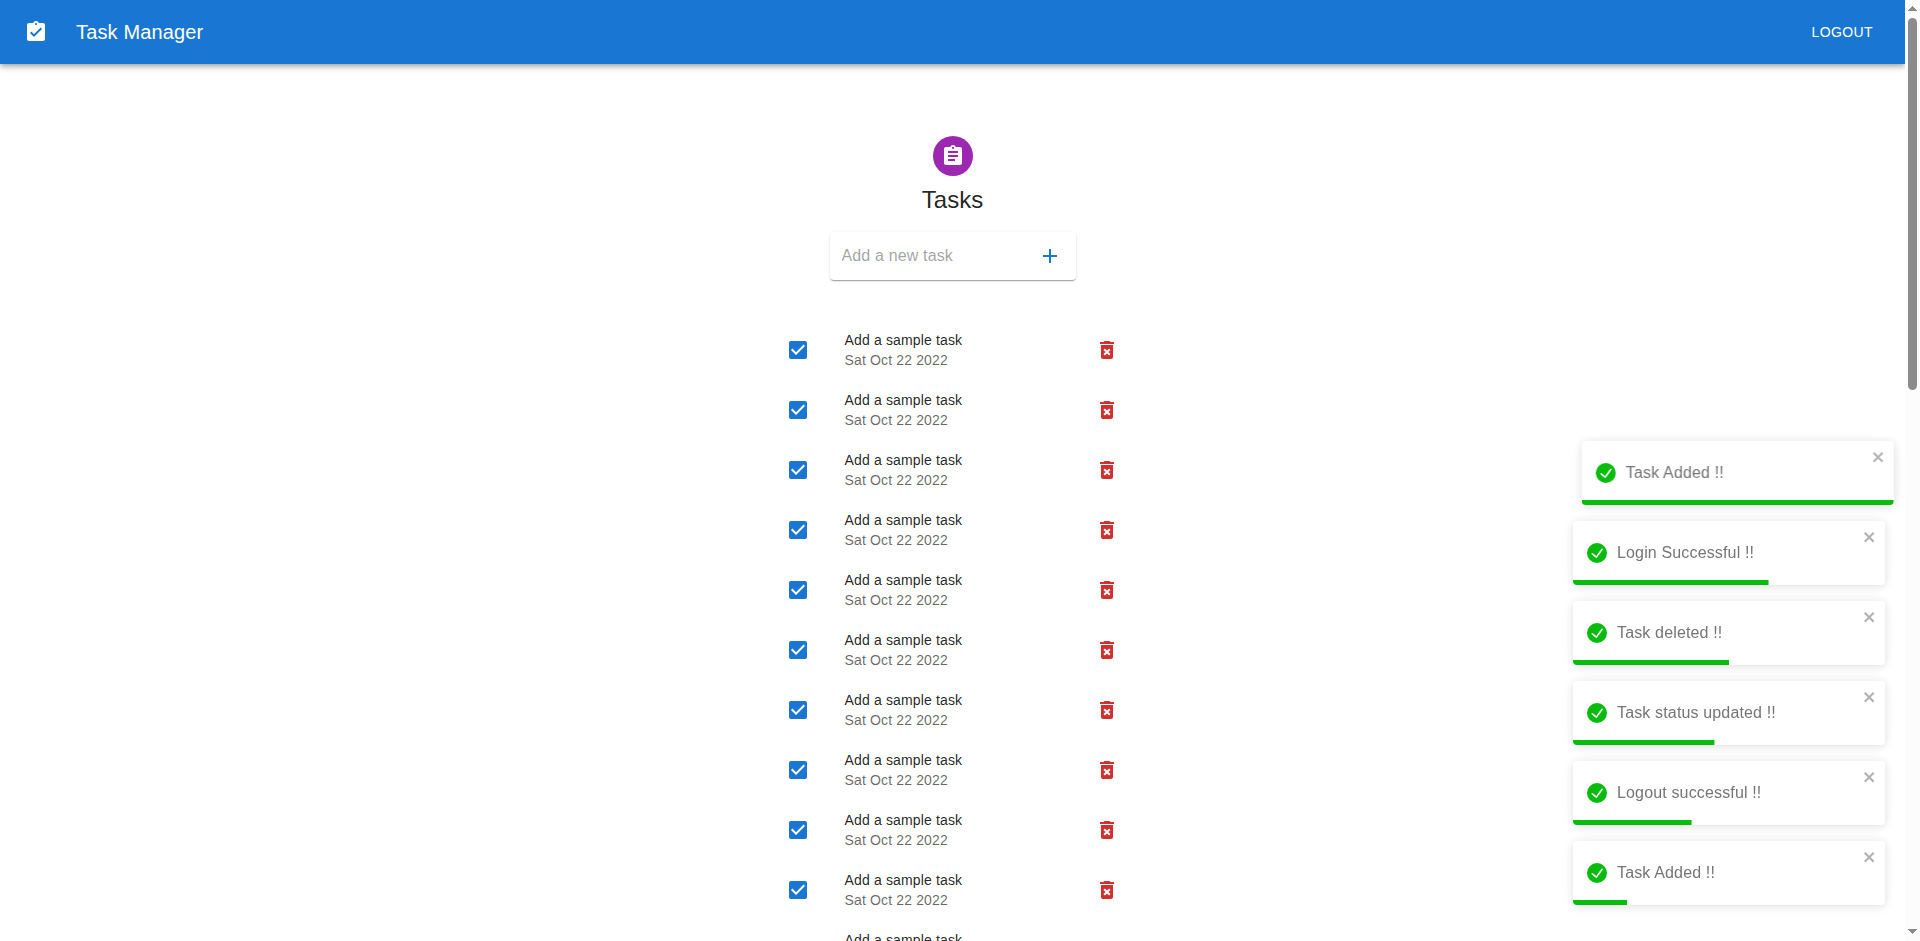 Task Manager
LOGOUT
Tasks
Add a new task
Add a sample task
Sat Oct 22 2022
Add a sample task
Sat Oct 22 2022
Add a sample task
Sat Oct 22 2022
Add a sample task
Sat Oct 22 2022
Add a sample task
Sat Oct 22 2022
Add a sample task
Sat Oct 22 2022
Add a sample task
Sat Oct 22 2022
Add a sample task
Sat Oct 22 2022
Add a sample task
Sat Oct 22 2022
Add a sample task
Sat Oct 22 2022
Add a sample task
Task Added !!
Login Successful !!
Task deleted !!
Task status updated !!
Logout successful !!
Task Added !!